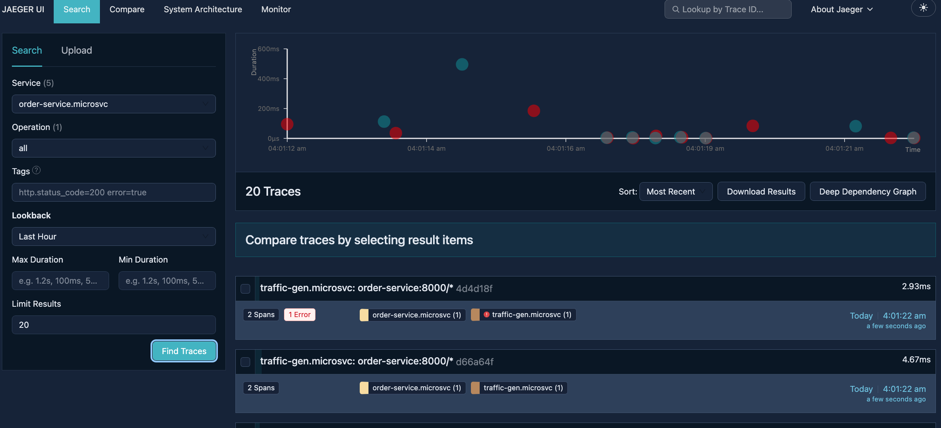 JAEGER UI
Search
Compare
System Architecture
Monitor
Lookup by Trace ID...
About Jaeger
Search
Upload
Service (5)
order-service.microsvc
Operation (1)
all
Tags
http.status_code=200 error=true
Lookback
Last Hour
Max Duration
Min Duration
e.g. 1.2s, 100ms, 5...
e.g. 1.2s, 100ms, 5...
Limit Results
20
Find Traces
Duration
600ms
400ms
200ms
0μs
04:01:12 am
04:01:14 am
04:01:16 am
04:01:19 am
04:01:21 am
Time
20 Traces
Sort:
Most Recent
Download Results
Deep Dependency Graph
Compare traces by selecting result items
traffic-gen.microsvc: order-service:8000/* 4d4d18f
2.93ms
2 Spans
1 Error
order-service.microsvc (1)
traffic-gen.microsvc (1)
Today
4:01:22 am
a few seconds ago
traffic-gen.microsvc: order-service:8000/* d66a64f
4.67ms
2 Spans
order-service.microsvc (1)
traffic-gen.microsvc (1)
Today
4:01:22 am
a few seconds ago